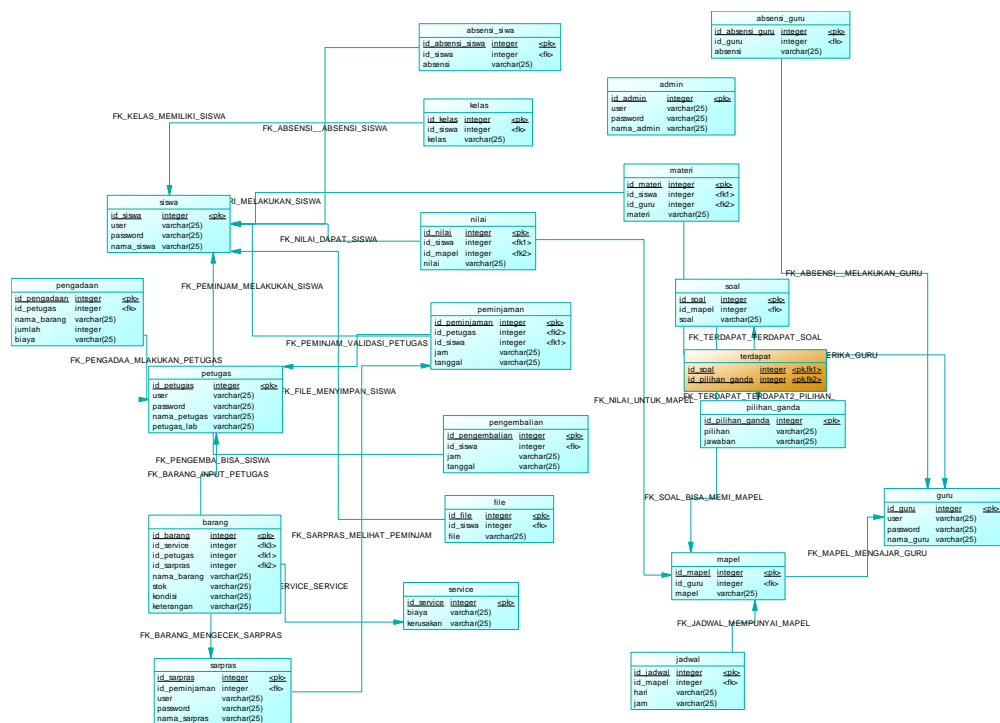 absensi_siwa
id_absensi_siswa integer <pk>
id_siswa integer <fk>
absensi varchar(25)
absensi_guru
id_absensi_guru integer <pk>
id_guru integer <fk>
absensi varchar(25)
admin
id_admin integer <pk>
user varchar(25)
password varchar(25)
nama_admin varchar(25)
kelas
id_kelas integer <pk>
id_siswa integer <fk>
kelas varchar(25)
FK_KELAS_MEMILIKI_SISWA
FK_ABSENSI__ABSENSI_SISWA
materi
id_materi integer <pk>
id_siswa integer <fk1>
id_guru integer <fk2>
materi varchar(25)
siswa
id_siswa integer <pk>
user varchar(25)
password varchar(25)
nama_siswa varchar(25)
RI_MELAKUKAN_SISWA
nilai
id_nilai integer <pk>
id_siswa integer <fk1>
id_mapel integer <fk2>
nilai varchar(25)
FK_NILAI_DAPAT_SISWA
FK_ABSENSI__MELAKUKAN_GURU
FK_PEMINJAM_MELAKUKAN_SISWA
pengadaan
id_pengadaan integer <pk>
id_petugas integer <fk>
nama_barang varchar(25)
jumlah integer
biaya varchar(25)
soal
id_soal integer <pk>
id_mapel integer <fk>
soal varchar(25)
peminjaman
id_peminjaman integer <pk>
id_petugas integer <fk2>
id_siswa integer <fk1>
jam varchar(25)
tanggal varchar(25)
FK_PEMINJAM_VALIDASI_PETUGAS
FK_TERDAPAT_TERDAPAT_SOAL
FK_PENGADAA_MLAKUKAN_PETUGAS
terdapat
id_soal integer <pk,fk1>
id_pilihan_ganda integer <pk,fk2>
ERIKA_GURU
petugas
id_petugas integer <pk>
user varchar(25)
password varchar(25)
nama_petugas varchar(25)
petugas_lab varchar(25)
FK_FILE_MENYIMPAN_SISWA
FK_NILAI_UNTUK_MAPEL
FK_TERDAPAT_TERDAPAT2_PILIHAN_
pilihan_ganda
id_pilihan_ganda integer <pk>
pilihan varchar(25)
jawaban varchar(25)
pengembalian
id_pengembalian integer <pk>
id_siswa integer <fk>
jam varchar(25)
tanggal varchar(25)
FK_PENGEMBA_BISA_SISWA
FK_BARANG_INPUT_PETUGAS
FK_SOAL_BISA_MEMI_MAPEL
file
id_file integer <pk>
id_siswa integer <fk>
file varchar(25)
guru
id_guru integer <pk>
user varchar(25)
password varchar(25)
nama_guru varchar(25)
barang
id_barang integer <pk>
id_service integer <fk3>
id_petugas integer <fk1>
id_sarpras integer <fk2>
nama_barang varchar(25)
stok varchar(25)
kondisi varchar(25)
keterangan varchar(25)
FK_SARPRAS_MELIHAT_PEMINJAM
FK_MAPEL_MENGAJAR_GURU
mapel
id_mapel integer <pk>
id_guru integer <fk>
mapel varchar(25)
ERVICE_SERVICE
service
id_service integer <pk>
biaya varchar(25)
kerusakan varchar(25)
FK_JADWAL_MEMPUNYAI_MAPEL
FK_BARANG_MENGECEK_SARPRAS
sarpras
id_sarpras integer <pk>
id_peminjaman integer <fk>
user varchar(25)
password varchar(25)
nama_sarpras varchar(25)
jadwal
id_jadwal integer <pk>
id_mapel integer <fk>
hari varchar(25)
jam varchar(25)